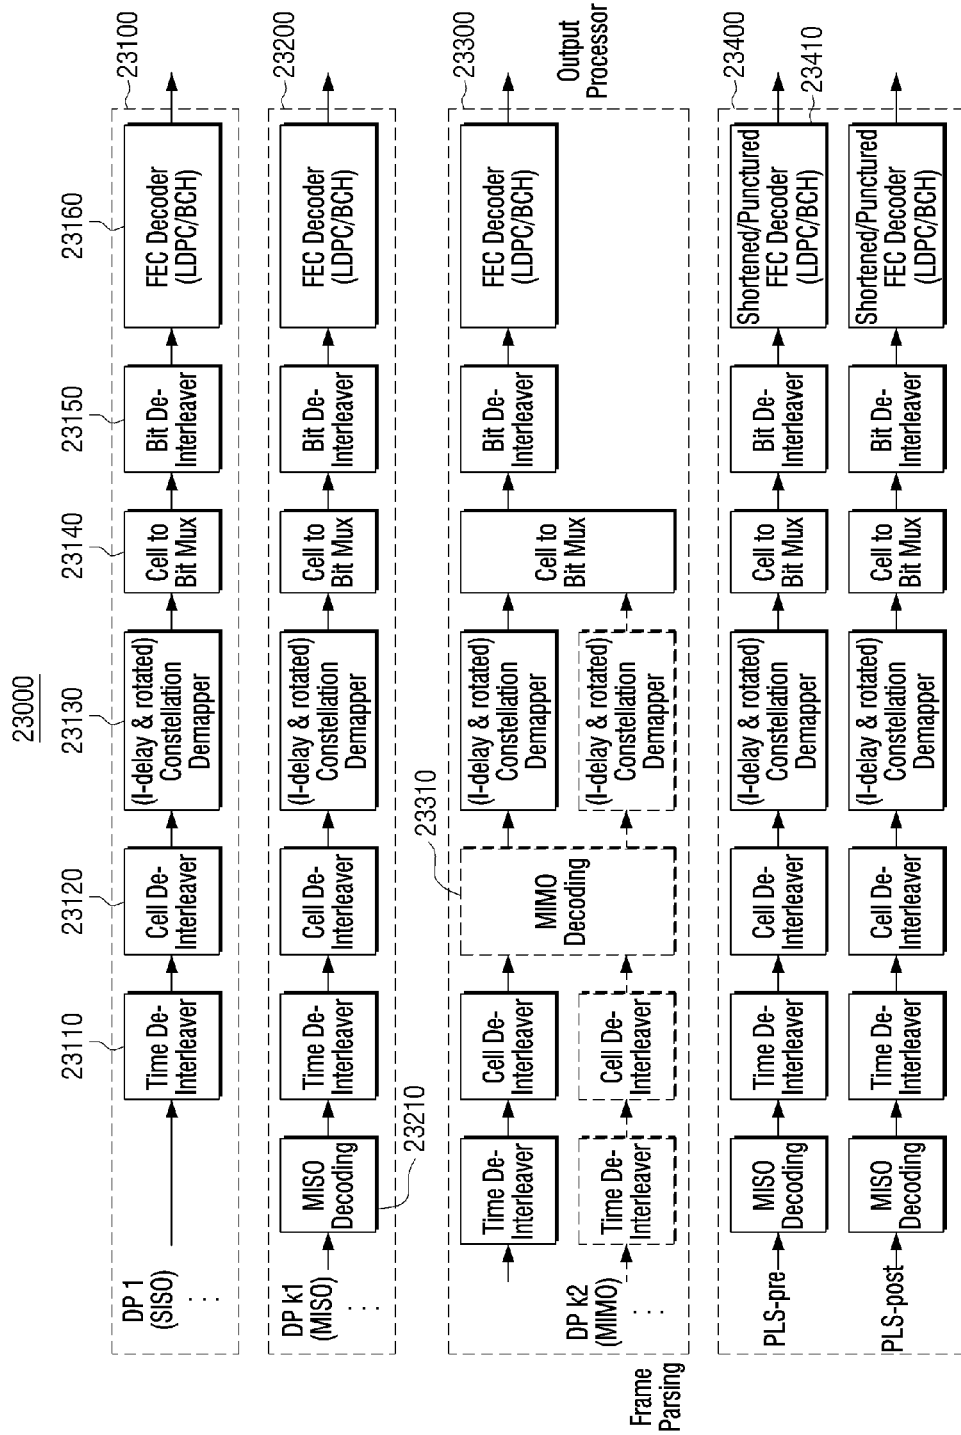 23000
23110
23120
23130
23140
23150
23160
23100
DP 1
(SISO)
⋮
Time De-
Interleaver
Cell De-
Interleaver
(I-delay & rotated)
Constellation
Demapper
Cell to
Bit Mux
Bit De-
Interleaver
FEC Decoder
(LDPC/BCH)
23200
DP k1
(MISO)
⋮
MISO
Decoding
23210
Time De-
Interleaver
Cell De-
Interleaver
(I-delay & rotated)
Constellation
Demapper
Cell to
Bit Mux
Bit De-
Interleaver
FEC Decoder
(LDPC/BCH)
23310
23300
Time De-
Interleaver
Cell De-
Interleaver
MIMO
Decoding
(I-delay & rotated)
Constellation
Demapper
Cell to
Bit Mux
Bit De-
Interleaver
FEC Decoder
(LDPC/BCH)
Output
Processor
DP k2
(MIMO)
⋮
Time De-
Interleaver
Cell De-
Interleaver
(I-delay & rotated)
Constellation
Demapper
Frame
Parsing
23400
PLS-pre
MISO
Decoding
Time De-
Interleaver
Cell De-
Interleaver
(I-delay & rotated)
Constellation
Demapper
Cell to
Bit Mux
Bit De-
Interleaver
Shortened/Punctured
FEC Decoder
(LDPC/BCH)
23410
PLS-post
MISO
Decoding
Time De-
Interleaver
Cell De-
Interleaver
(I-delay & rotated)
Constellation
Demapper
Cell to
Bit Mux
Bit De-
Interleaver
Shortened/Punctured
FEC Decoder
(LDPC/BCH)